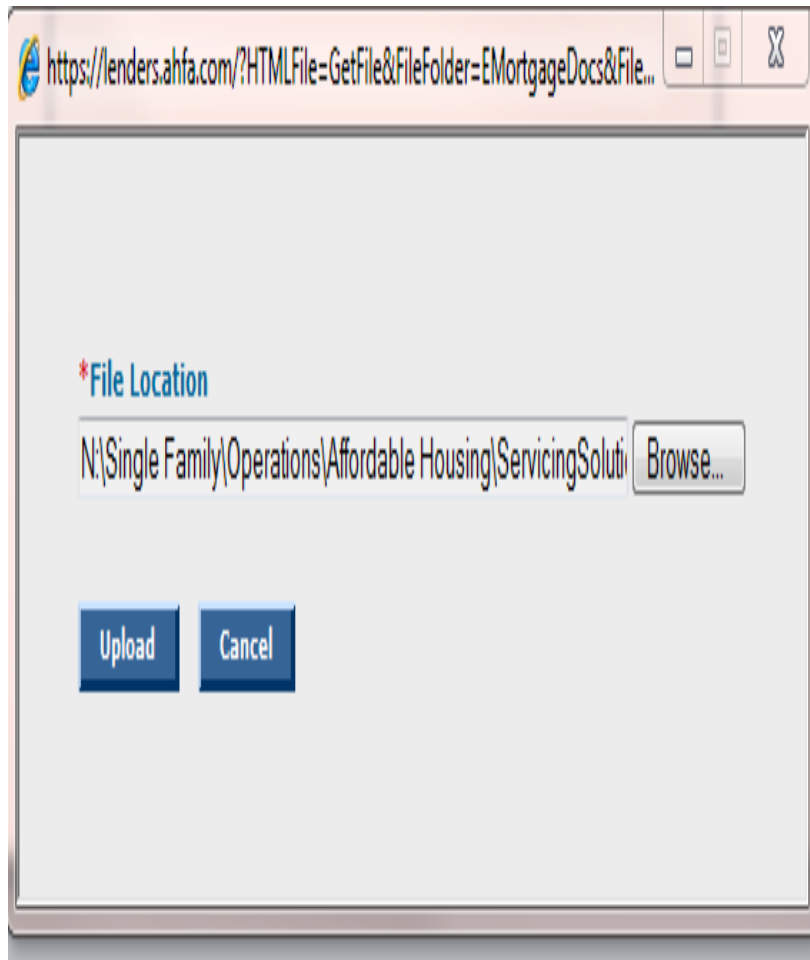 https://lenders.ahfa.com/?HTMLFile=GetFile&FileFolder=EMortgageDocs&File...
*File Location
N:\Single Family\Operations\Affordable Housing\ServicingSoluti
Browse...
Upload Cancel